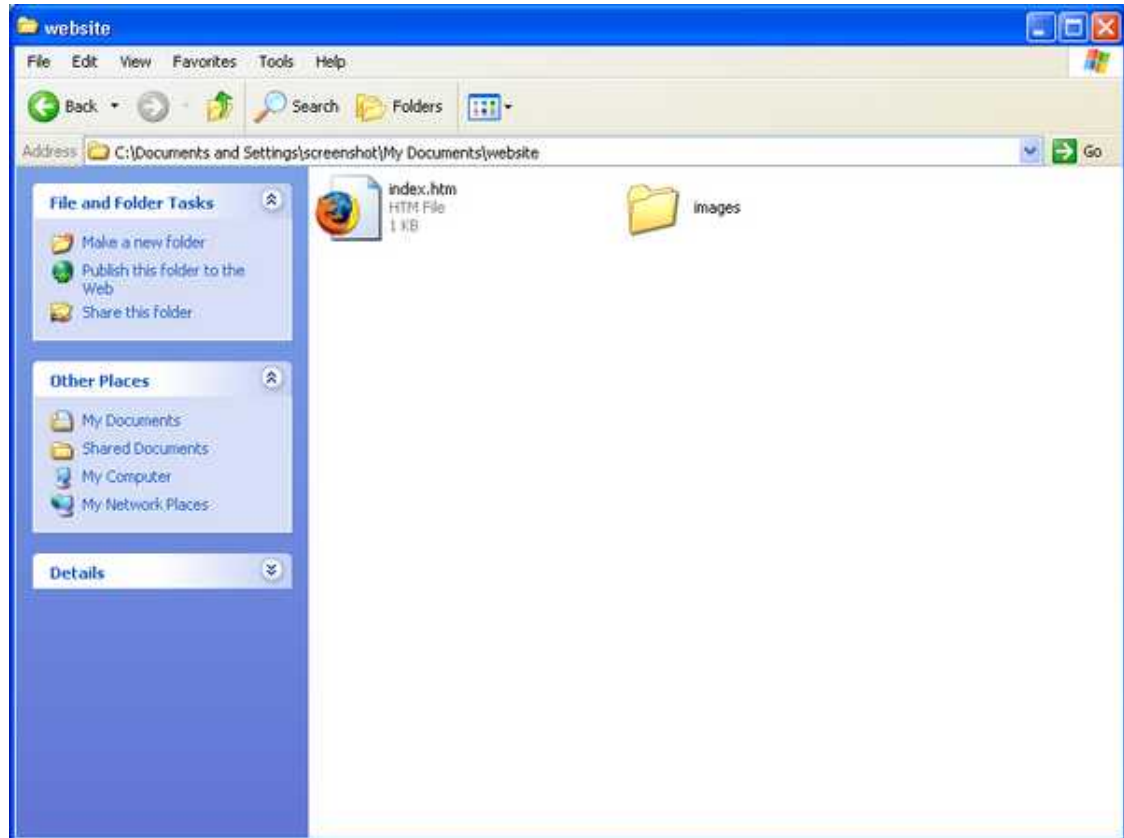 website
File Edit View Favorites Tools Help
Back Search Folders
Address C:\Documents and Settings\screenshot\My Documents\website Go
File and Folder Tasks
Make a new folder
Publish this folder to the
Web
Share this folder
Other Places
My Documents
Shared Documents
My Computer
My Network Places
Details
index.htm
HTM File
1 KB
images